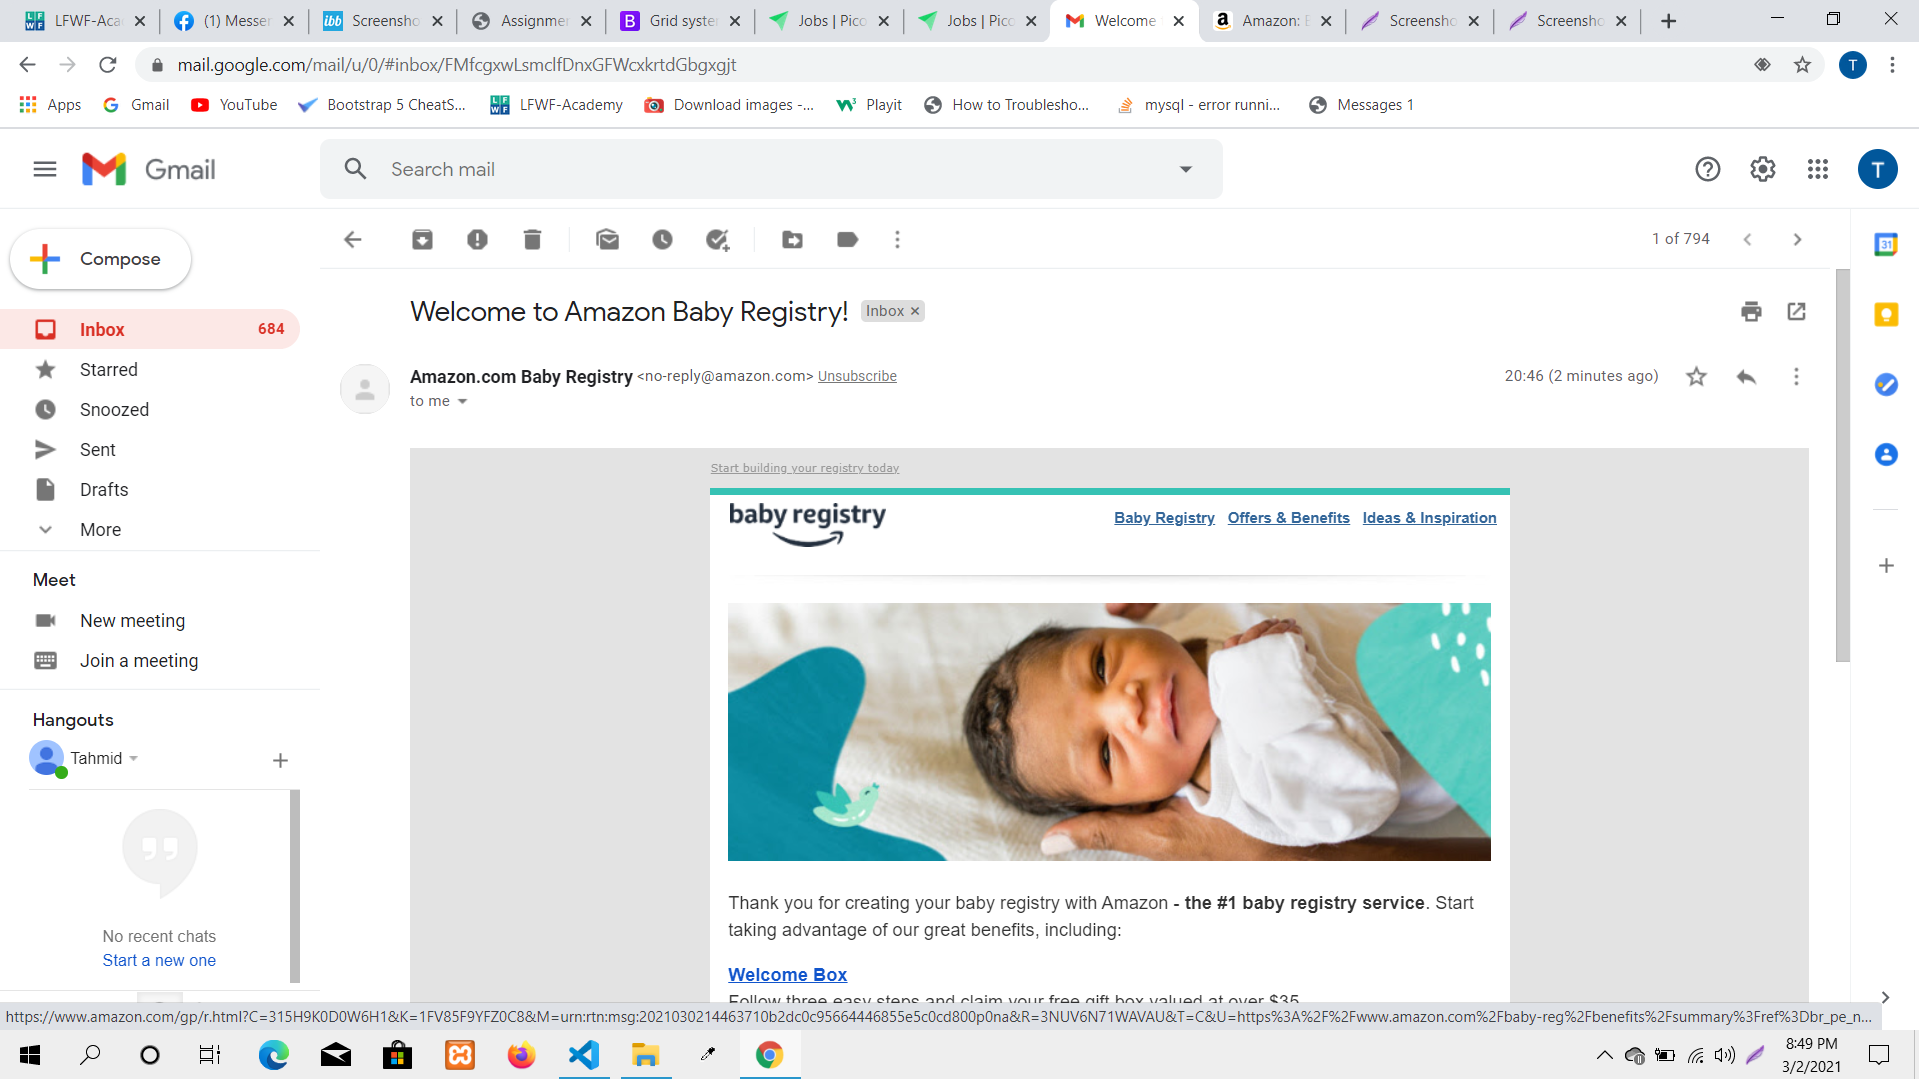 LFWF-Aca
(1) Messer
Screensho
Assignmer
Grid syste
Jobs | Pico
Jobs | Pico
Welcome
Amazon: B
Screensho
Screensho
mail.google.com/mail/u/0/#inbox/FMfcgxwLsmclfDnxGFWcxkrtdGbgxgjt
T
Apps
Gmail
YouTube
Bootstrap 5 CheatS...
LFWF-Academy
Download images -...
Playit
How to Troublesho...
mysql - error runni...
Messages 1
Gmail
Search mail
T
Compose
1 of 794
31
Welcome to Amazon Baby Registry!
Inbox ×
Inbox 684
Starred
Snoozed
Sent
Drafts
More
Amazon.com Baby Registry <no-reply@amazon.com> Unsubscribe
20:46 (2 minutes ago)
to me
Start building your registry today
baby registry
Baby Registry Offers & Benefits Ideas & Inspiration
Meet
New meeting
Join a meeting
Hangouts
Tahmid
No recent chats
Start a new one
Thank you for creating your baby registry with Amazon - the #1 baby registry service. Start
taking advantage of our great benefits, including:
Welcome Box
Follow three easy steps and claim your free gift box valued at over $35
https://www.amazon.com/gp/r.html?C=315H9K0D0W6H1&K=1FV85F9YFZ0C8&M=urn:rtn:msg:2021030214463710b2dc0c95664446855e5c0cd800p0na&R=3NUV6N71WAVAU&T=C&U=https%3A%2F%2Fwww.amazon.com%2Fbaby-reg%2Fbenefits%2Fsummary%3Fref%3Dbr_pe_n...
8:49 PM
3/2/2021